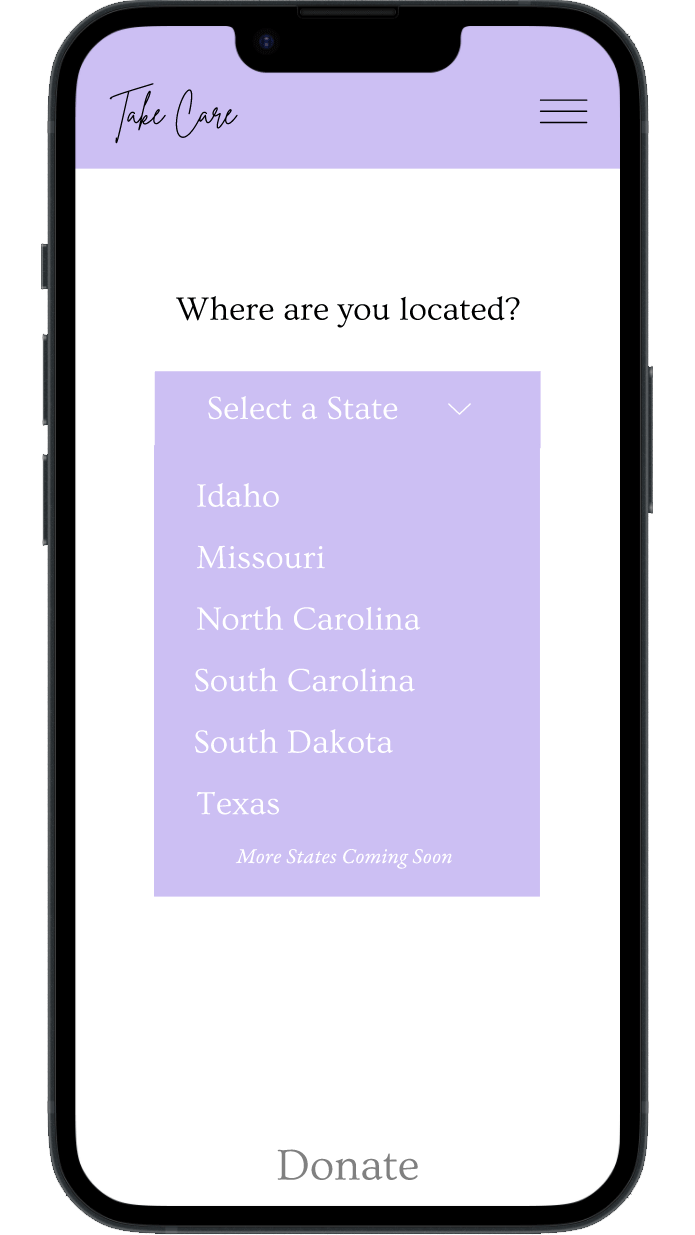 Take Care
Where are you located?
Select a State
Idaho
Missouri
North Carolina
South Carolina
South Dakota
Texas
More States Coming Soon
Donate